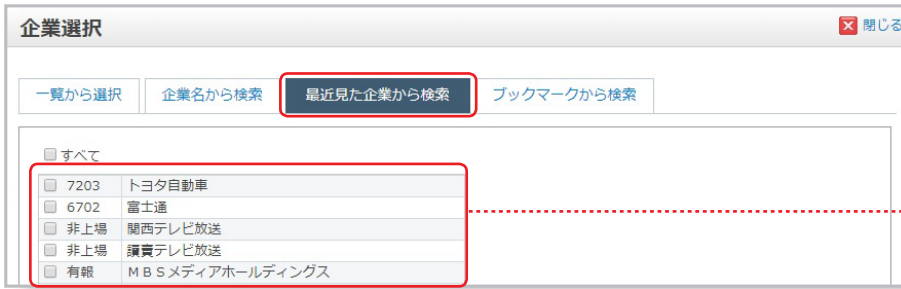 企業選択
閉じる
一覧から選択 企業名から検索 最近見た企業から検索 ブックマークから検索
すべて
7203 トヨタ自動車
6702 富士通
非上場 関西テレビ放送
非上場 讀賣テレビ放送
有報 ＭＢＳメディアホールディングス